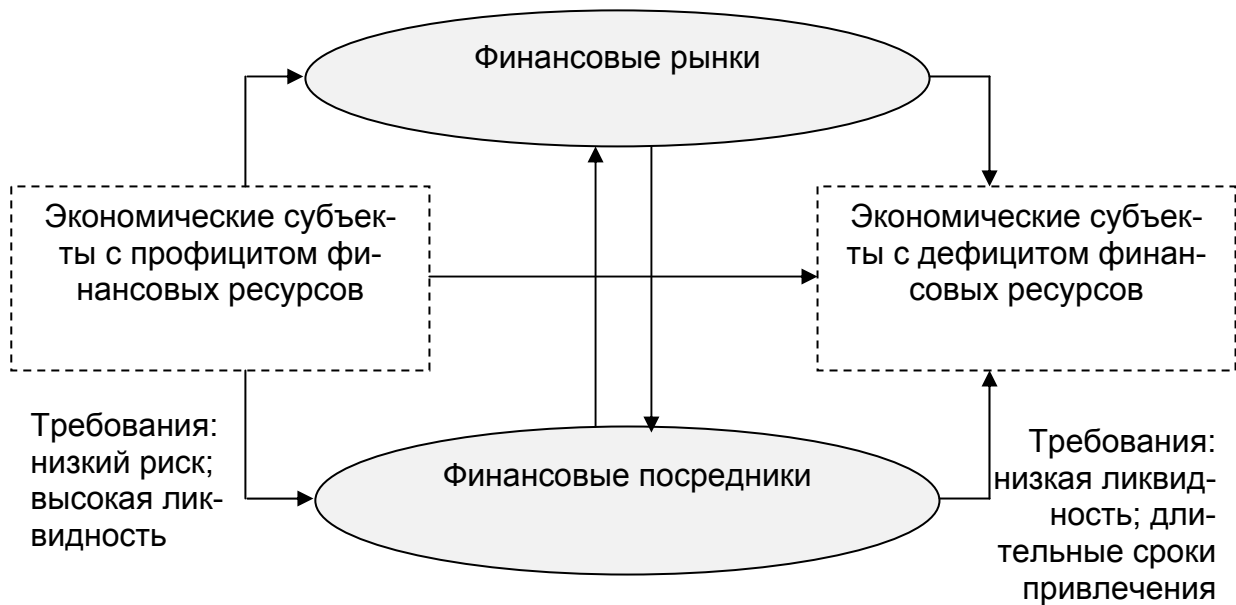 Финансовые рынки
Экономические субъек-
ты с профицитом фи-
нансовых ресурсов
Экономические субъек-
ты с дефицитом финан-
совых ресурсов
Требования:
низкий риск;
высокая лик-
видность
Финансовые посредники
Требования:
низкая ликвид-
ность; дли-
тельные сроки
привлечения